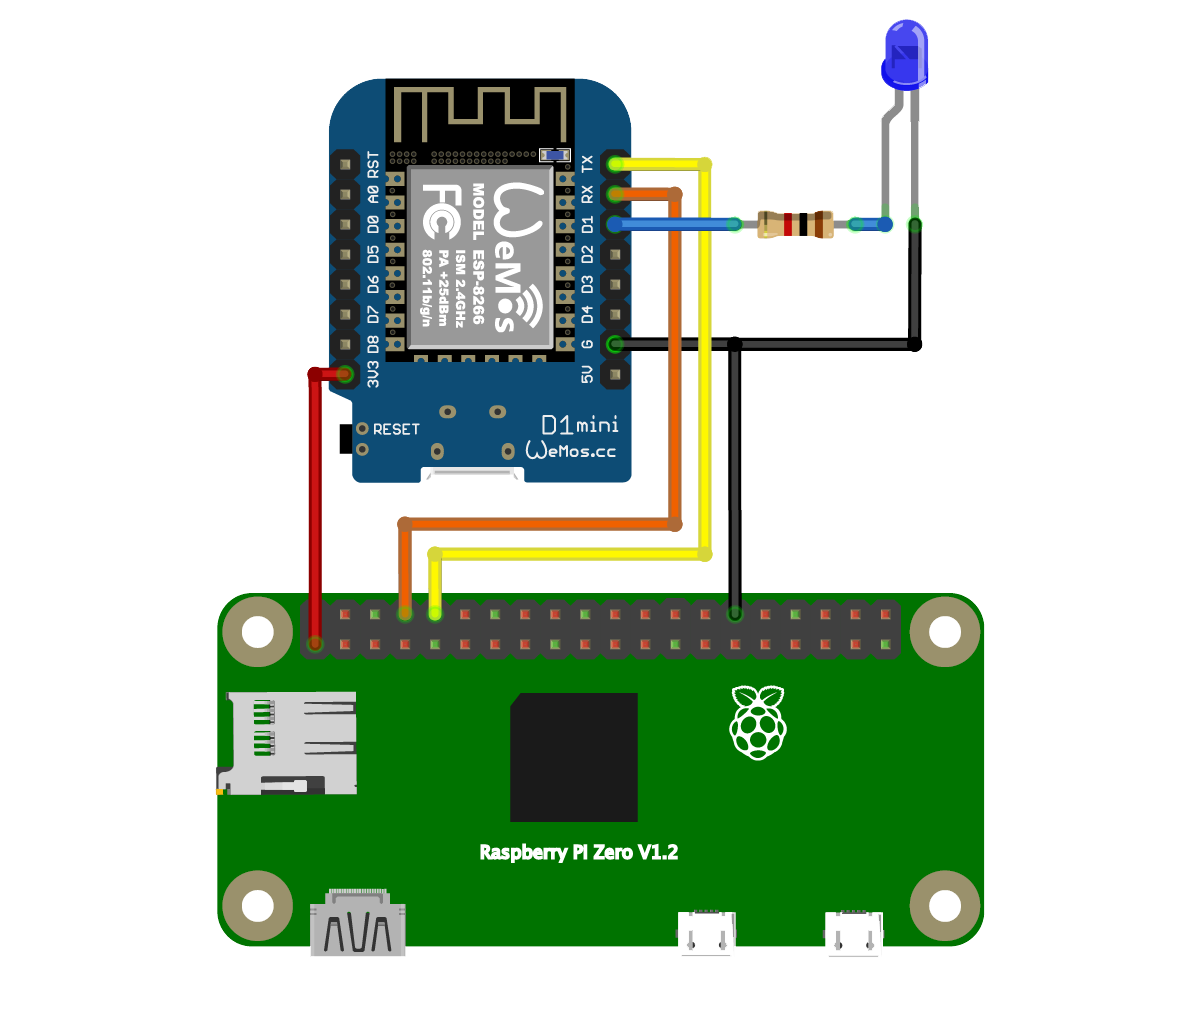 RST
A0
D0
D5
D6
D7
D8
3V3
TX
RX
D1
D2
D3
D4
G
5V
WeMos
MODEL ESP-8266
ISM 2.4GHz
PA +25dBm
802.11b/g/n
FC
RESET
D1mini
WeMos.cc
Raspberry Pi Zero V1.2